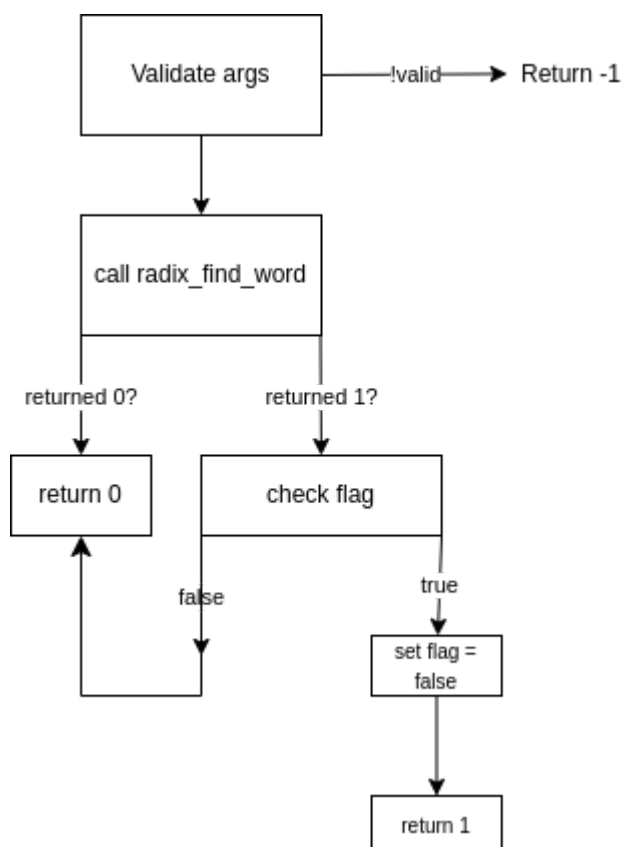 Validate args
!valid
Return -1
call radix_find_word
returned 0?
returned 1?
return 0
check flag
false
true
set flag =
false
return 1